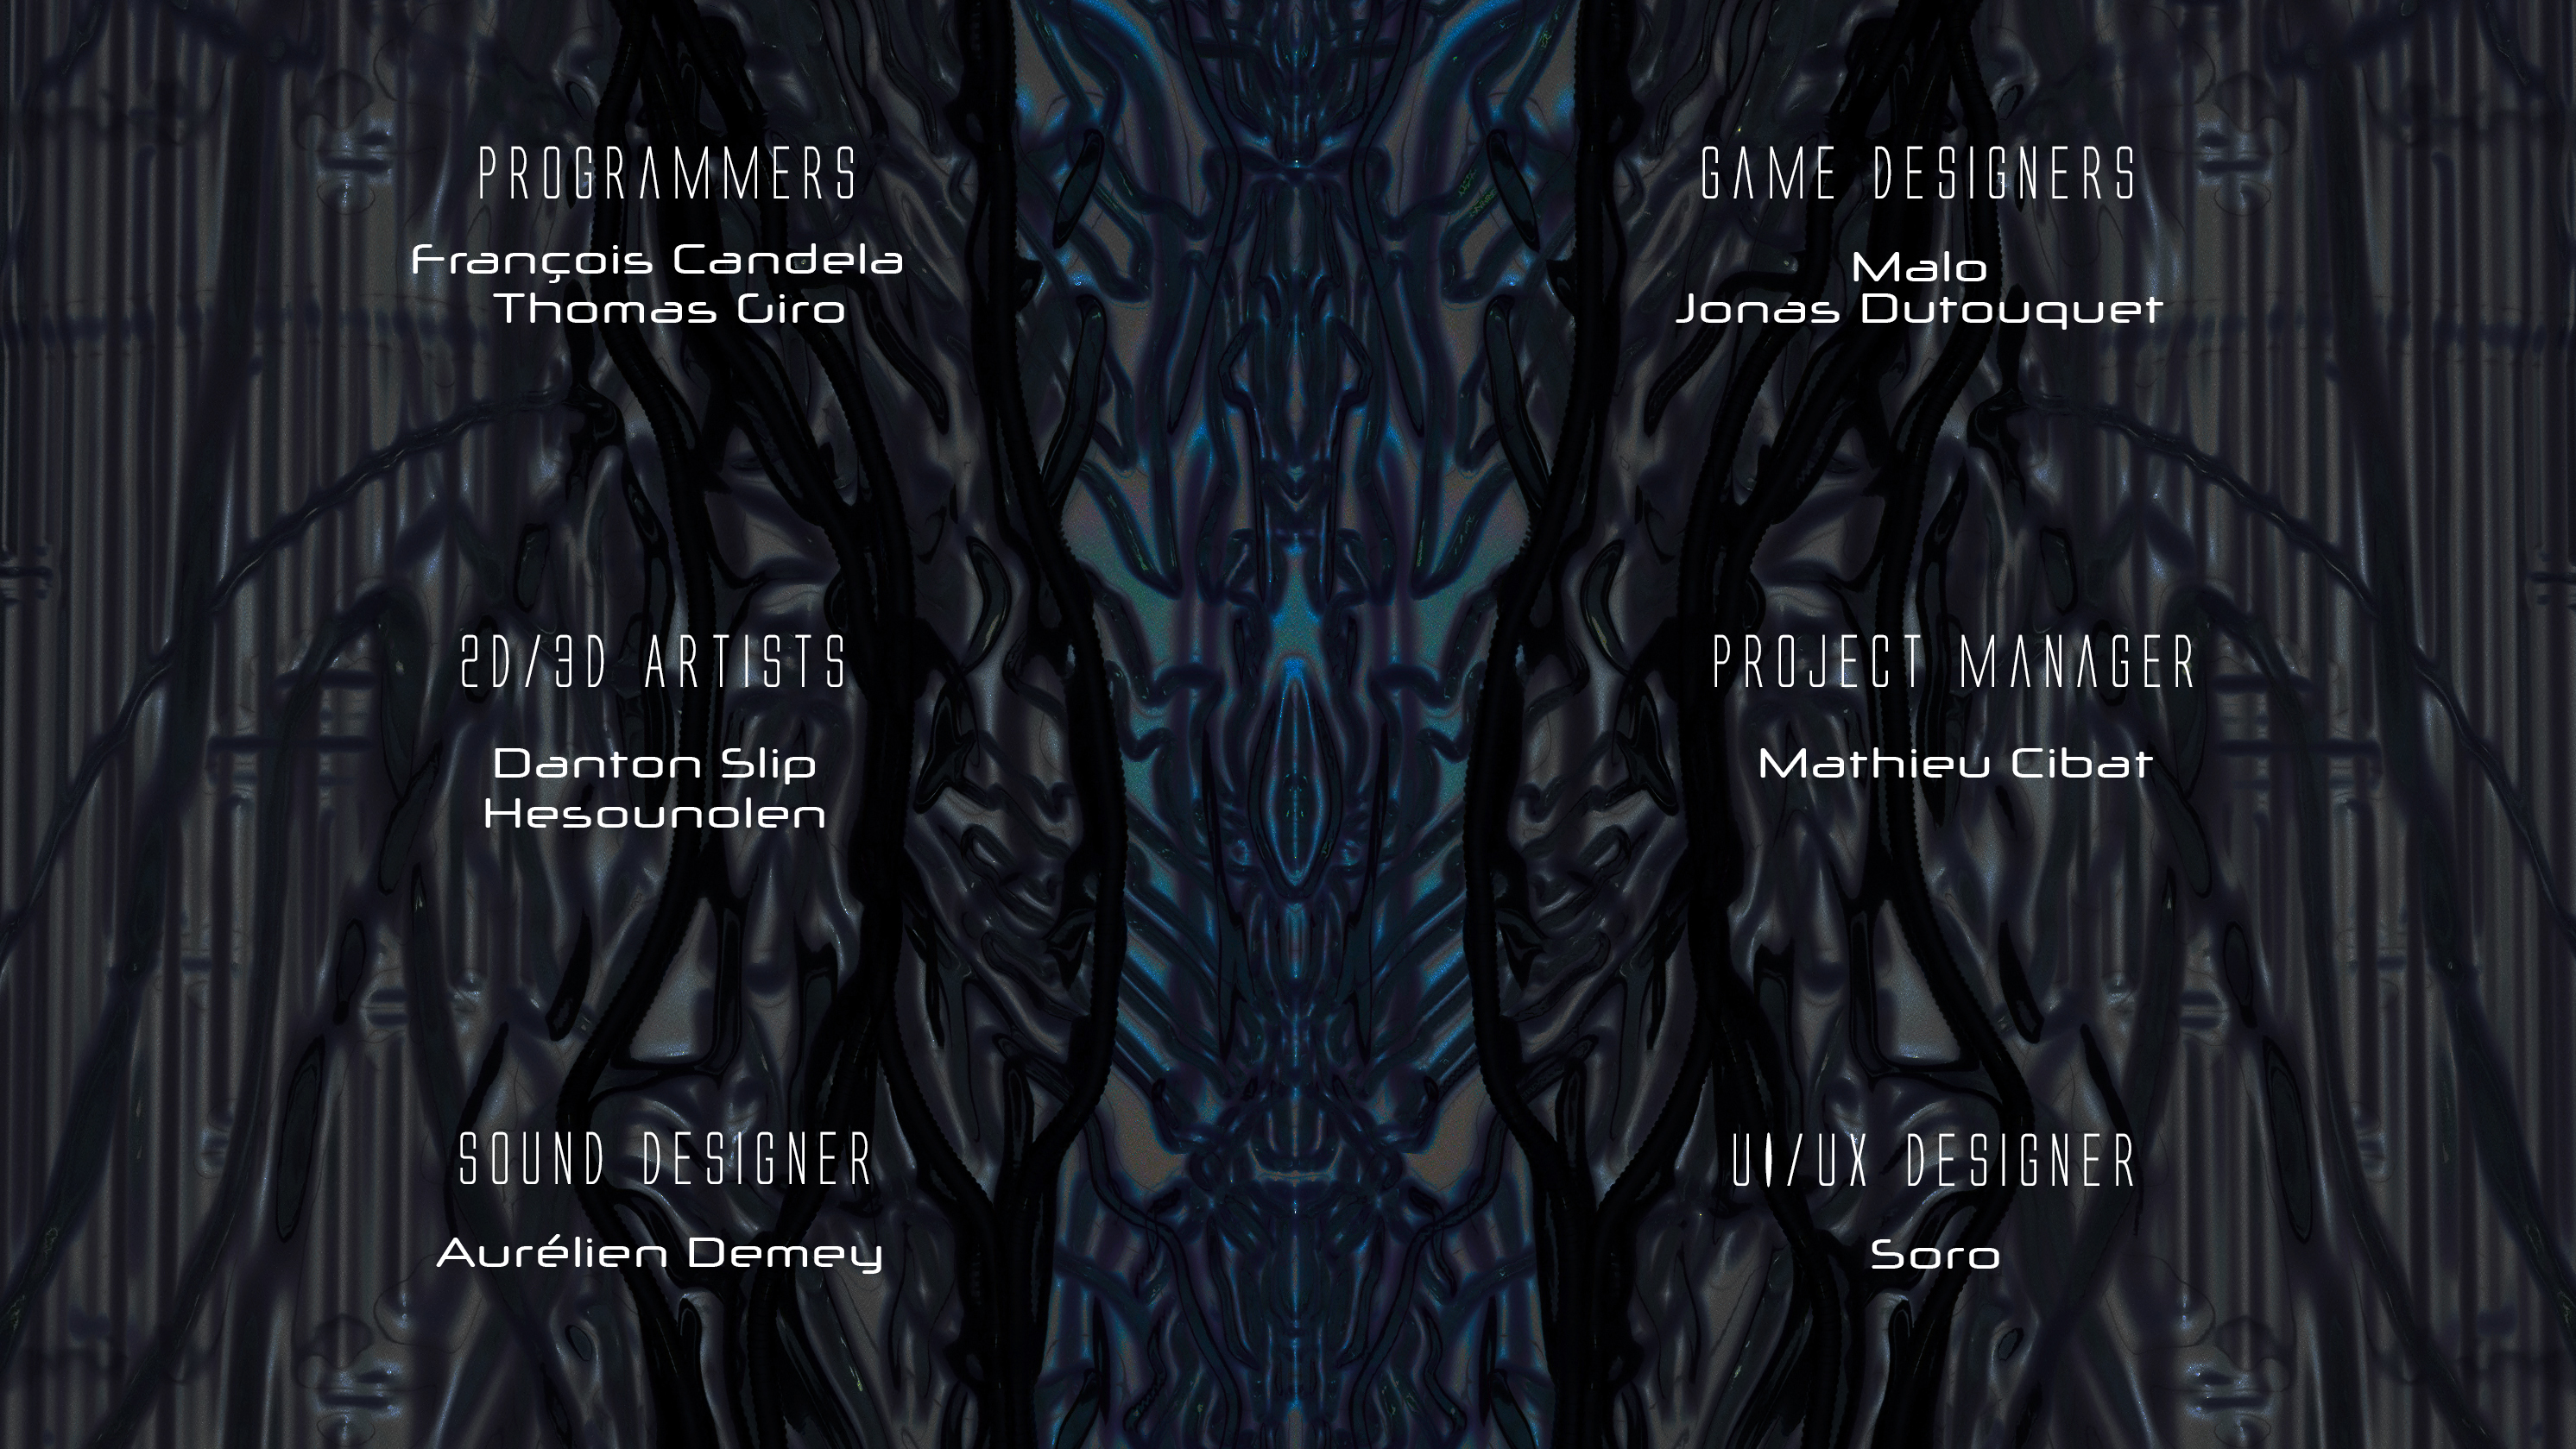 PROGRAMMERS
François Candela
Thomas Giro
GAME DESIGNERS
Malo
Jonas Dutouquet
2D/3D ARTISTS
Danton Slip
Hesounolen
PROJECT MANAGER
Mathieu Cibat
SOUND DESIGNER
Aurélien Demey
UI/UX DESIGNER
Soro